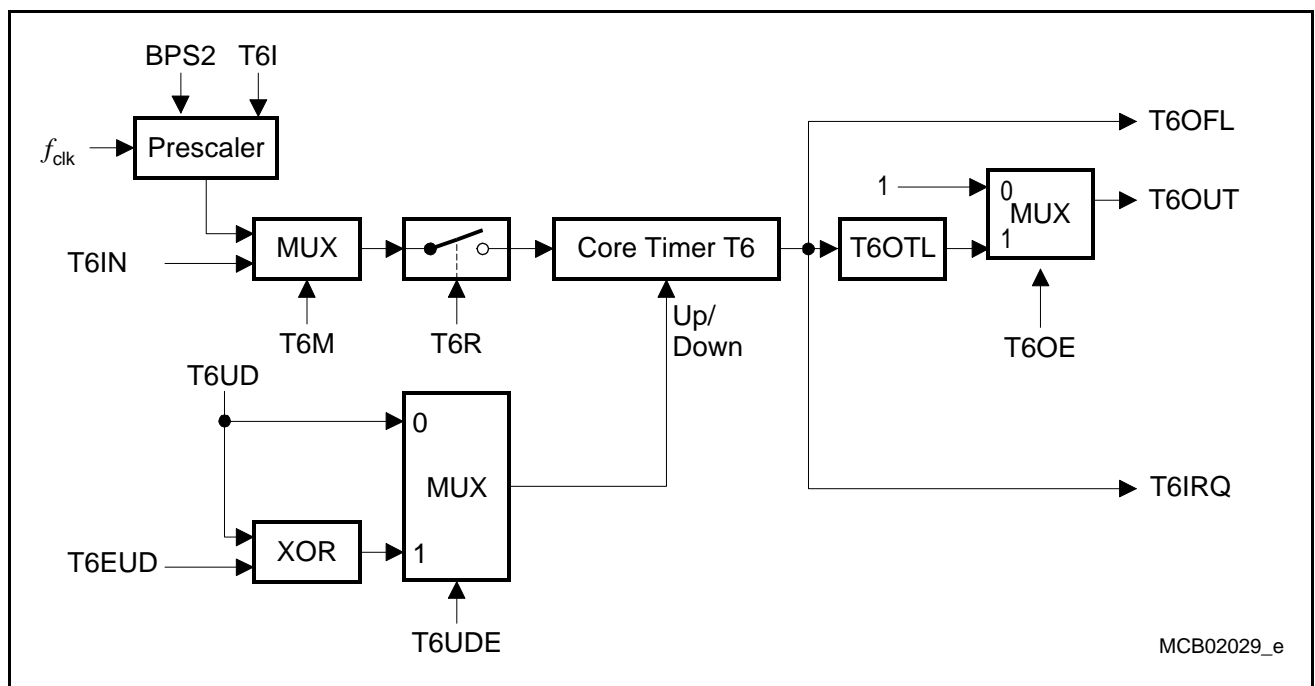 BPS2 T6I
f clk
Prescaler
T6OFL
1
0
MUX
1
T6OUT
T6IN
MUX
Core Timer T6
T6OTL
T6M
T6R
Up/
Down
T6OE
T6UD
0
MUX
1
T6IRQ
T6EUD
XOR
T6UDE
MCB02029_e